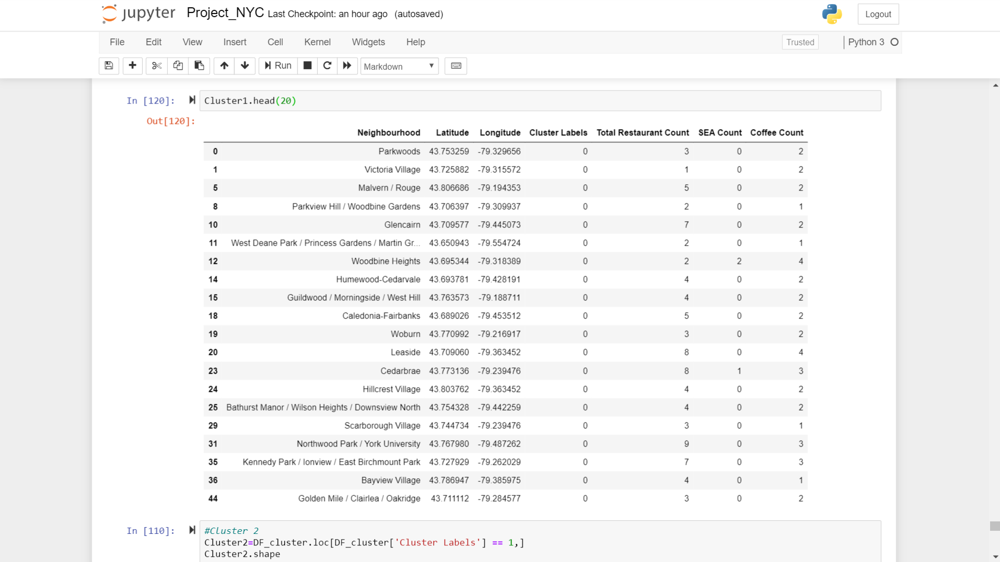 jupyter Project_NYC Last Checkpoint: an hour ago (autosaved) Logout
File Edit View Insert Cell Kernel Widgets Help Trusted Python 3
Run Markdown
In [120]: Cluster1.head(20)
Out[120]:
Neighbourhood Latitude Longitude Cluster Labels Total Restaurant Count SEA Count Coffee Count
0 Parkwoods 43.753259 -79.329656 0 3 0 2
1 Victoria Village 43.725882 -79.315572 0 1 0 2
5 Malvern / Rouge 43.806686 -79.194353 0 5 0 2
8 Parkview Hill / Woodbine Gardens 43.706397 -79.309937 0 2 0 1
10 Glencairn 43.709577 -79.445073 0 7 0 2
11 West Deane Park / Princess Gardens / Martin Gr... 43.650943 -79.554724 0 2 0 1
12 Woodbine Heights 43.695344 -79.318389 0 2 2 4
14 Humewood-Cedarvale 43.693781 -79.428191 0 4 0 2
15 Guildwood / Morningside / West Hill 43.763573 -79.188711 0 4 0 2
18 Caledonia-Fairbanks 43.689026 -79.453512 0 5 0 2
19 Woburn 43.770992 -79.216917 0 3 0 2
20 Leaside 43.709060 -79.363452 0 8 0 4
23 Cedarbrae 43.773136 -79.239476 0 8 1 3
24 Hillcrest Village 43.803762 -79.363452 0 4 0 2
25 Bathurst Manor / Wilson Heights / Downsview North 43.754328 -79.442259 0 4 0 2
29 Scarborough Village 43.744734 -79.239476 0 3 0 1
31 Northwood Park / York University 43.767980 -79.487262 0 9 0 3
35 Kennedy Park / Ionview / East Birchmount Park 43.727929 -79.262029 0 7 0 3
36 Bayview Village 43.786947 -79.385975 0 4 0 1
44 Golden Mile / Clairlea / Oakridge 43.711112 -79.284577 0 3 0 2
In [110]: #Cluster 2
Cluster2=DF_cluster.loc[DF_cluster['Cluster Labels'] == 1,]
Cluster2.shape